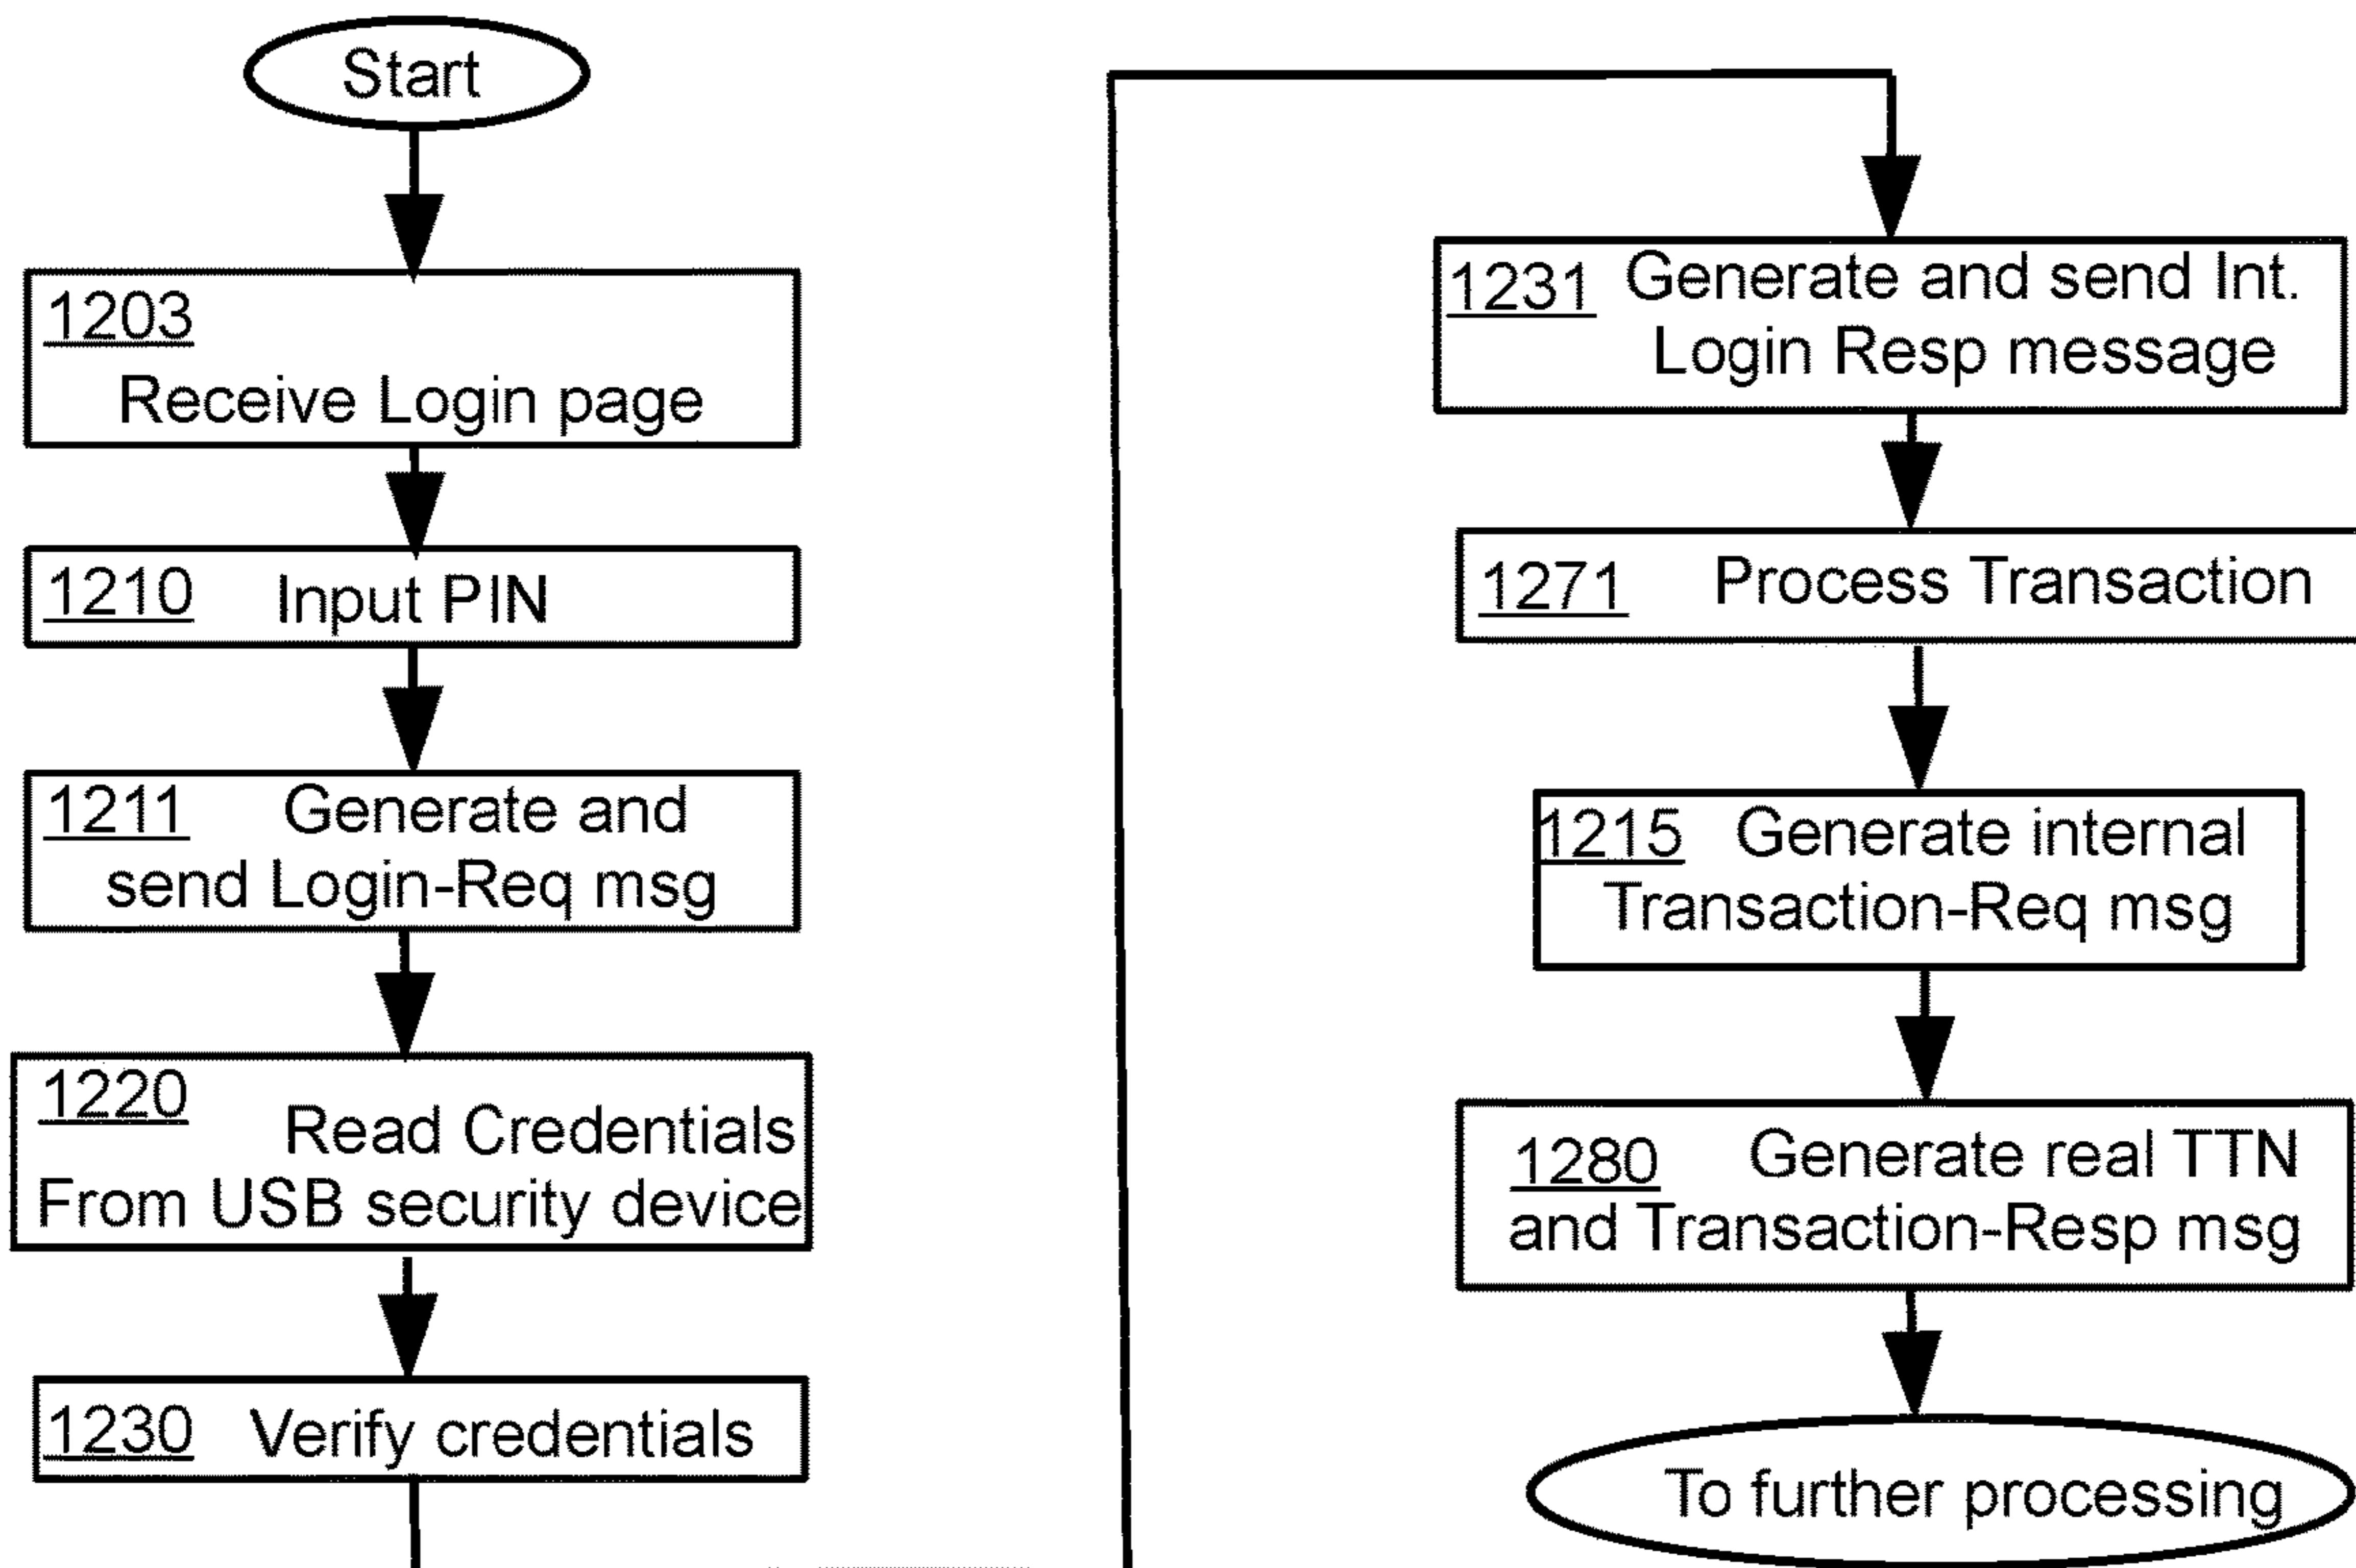 Start
1203
Receive Login page
1210 Input PIN
1211 Generate and
send Login-Req msg
1220
Read Credentials
From USB security device
1230 Verify credentials
1231 Generate and send Int.
Login Resp message
1271 Process Transaction
1215 Generate internal
Transaction-Req msg
1280 Generate real TTN
and Transaction-Resp msg
To further processing